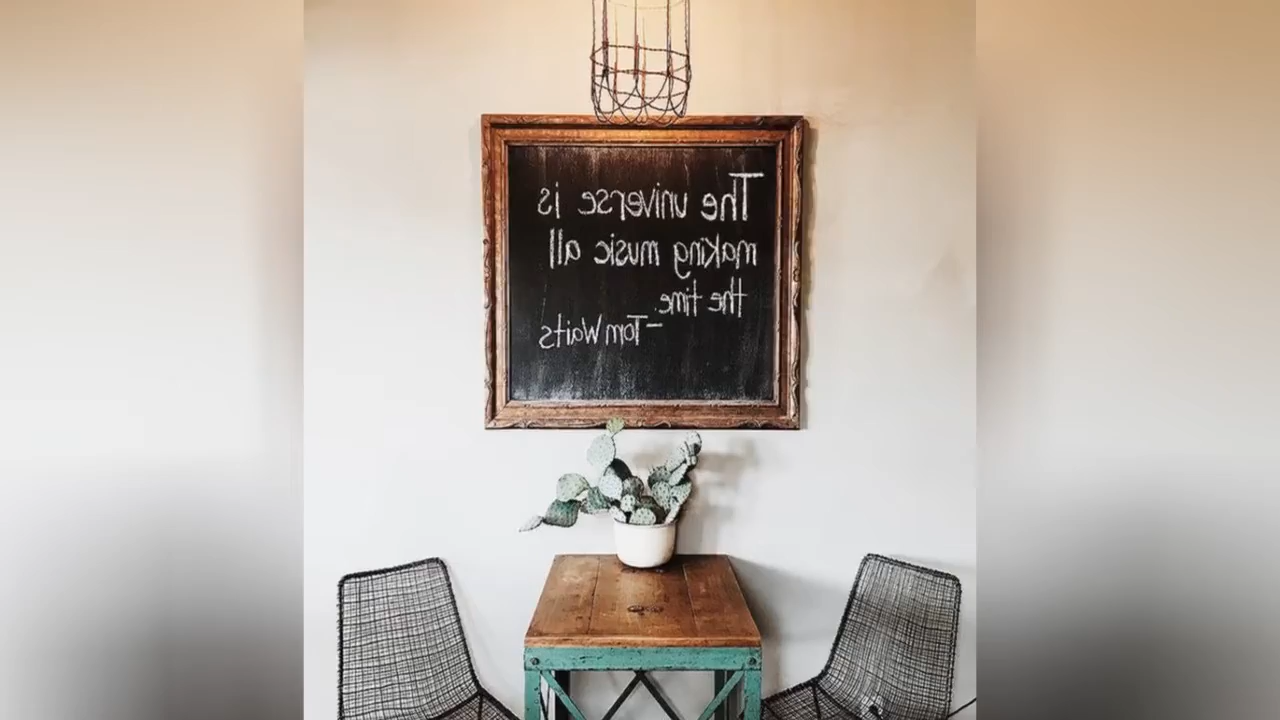 The universe is
making music all
the time.
-Tom Waits